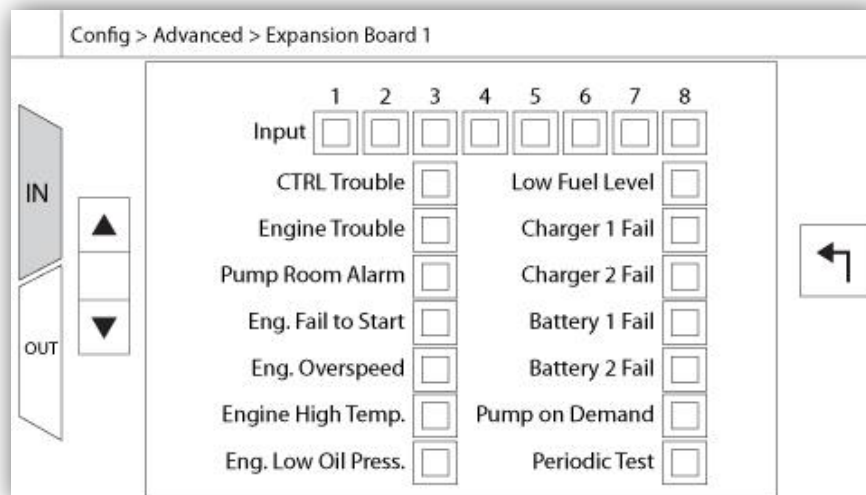 Config > Advanced > Expansion Board 1
1 2 3 4 5 6 7 8
Input
IN
OUT
CTRL Trouble
Engine Trouble
Pump Room Alarm
Eng. Fail to Start
Eng. Overspeed
Engine High Temp.
Eng. Low Oil Press.
Low Fuel Level
Charger 1 Fail
Charger 2 Fail
Battery 1 Fail
Battery 2 Fail
Pump on Demand
Periodic Test